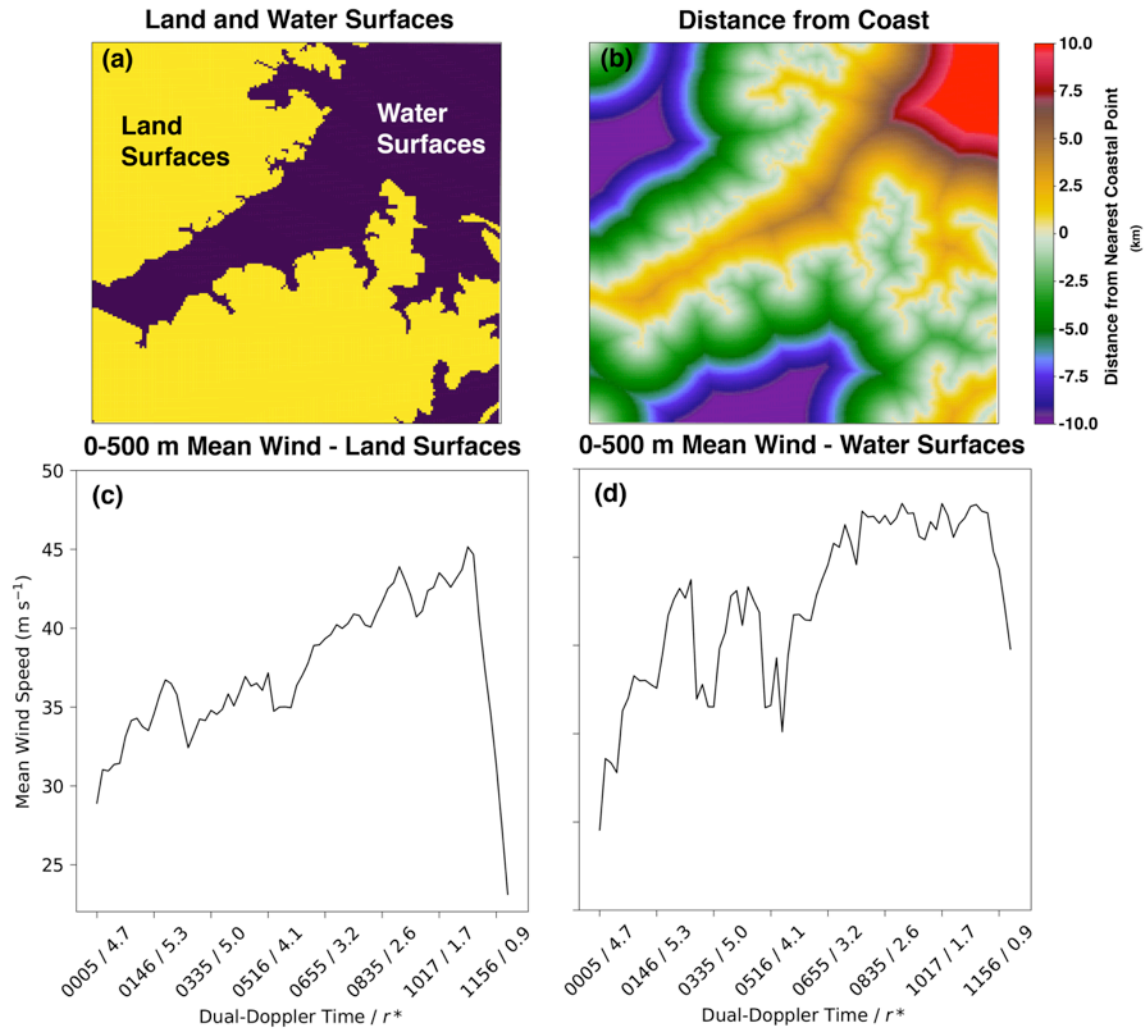 Land and Water Surfaces
Distance from Coast
(a)
Land
Surfaces
Water
Surfaces
(b)
10.0
7.5
5.0
2.5
0
-2.5
-5.0
-7.5
-10.0
Distance from Nearest Coastal Point
(km)
0-500 m Mean Wind - Land Surfaces
0-500 m Mean Wind - Water Surfaces
(c)
50
45
40
35
30
25
Mean Wind Speed (m s⁻¹)
0005 / 4.7
0146 / 5.3
0335 / 5.0
0516 / 4.1
0655 / 3.2
0835 / 2.6
1017 / 1.7
1156 / 0.9
Dual-Doppler Time / r*
(d)
0005 / 4.7
0146 / 5.3
0335 / 5.0
0516 / 4.1
0655 / 3.2
0835 / 2.6
1017 / 1.7
1156 / 0.9
Dual-Doppler Time / r*